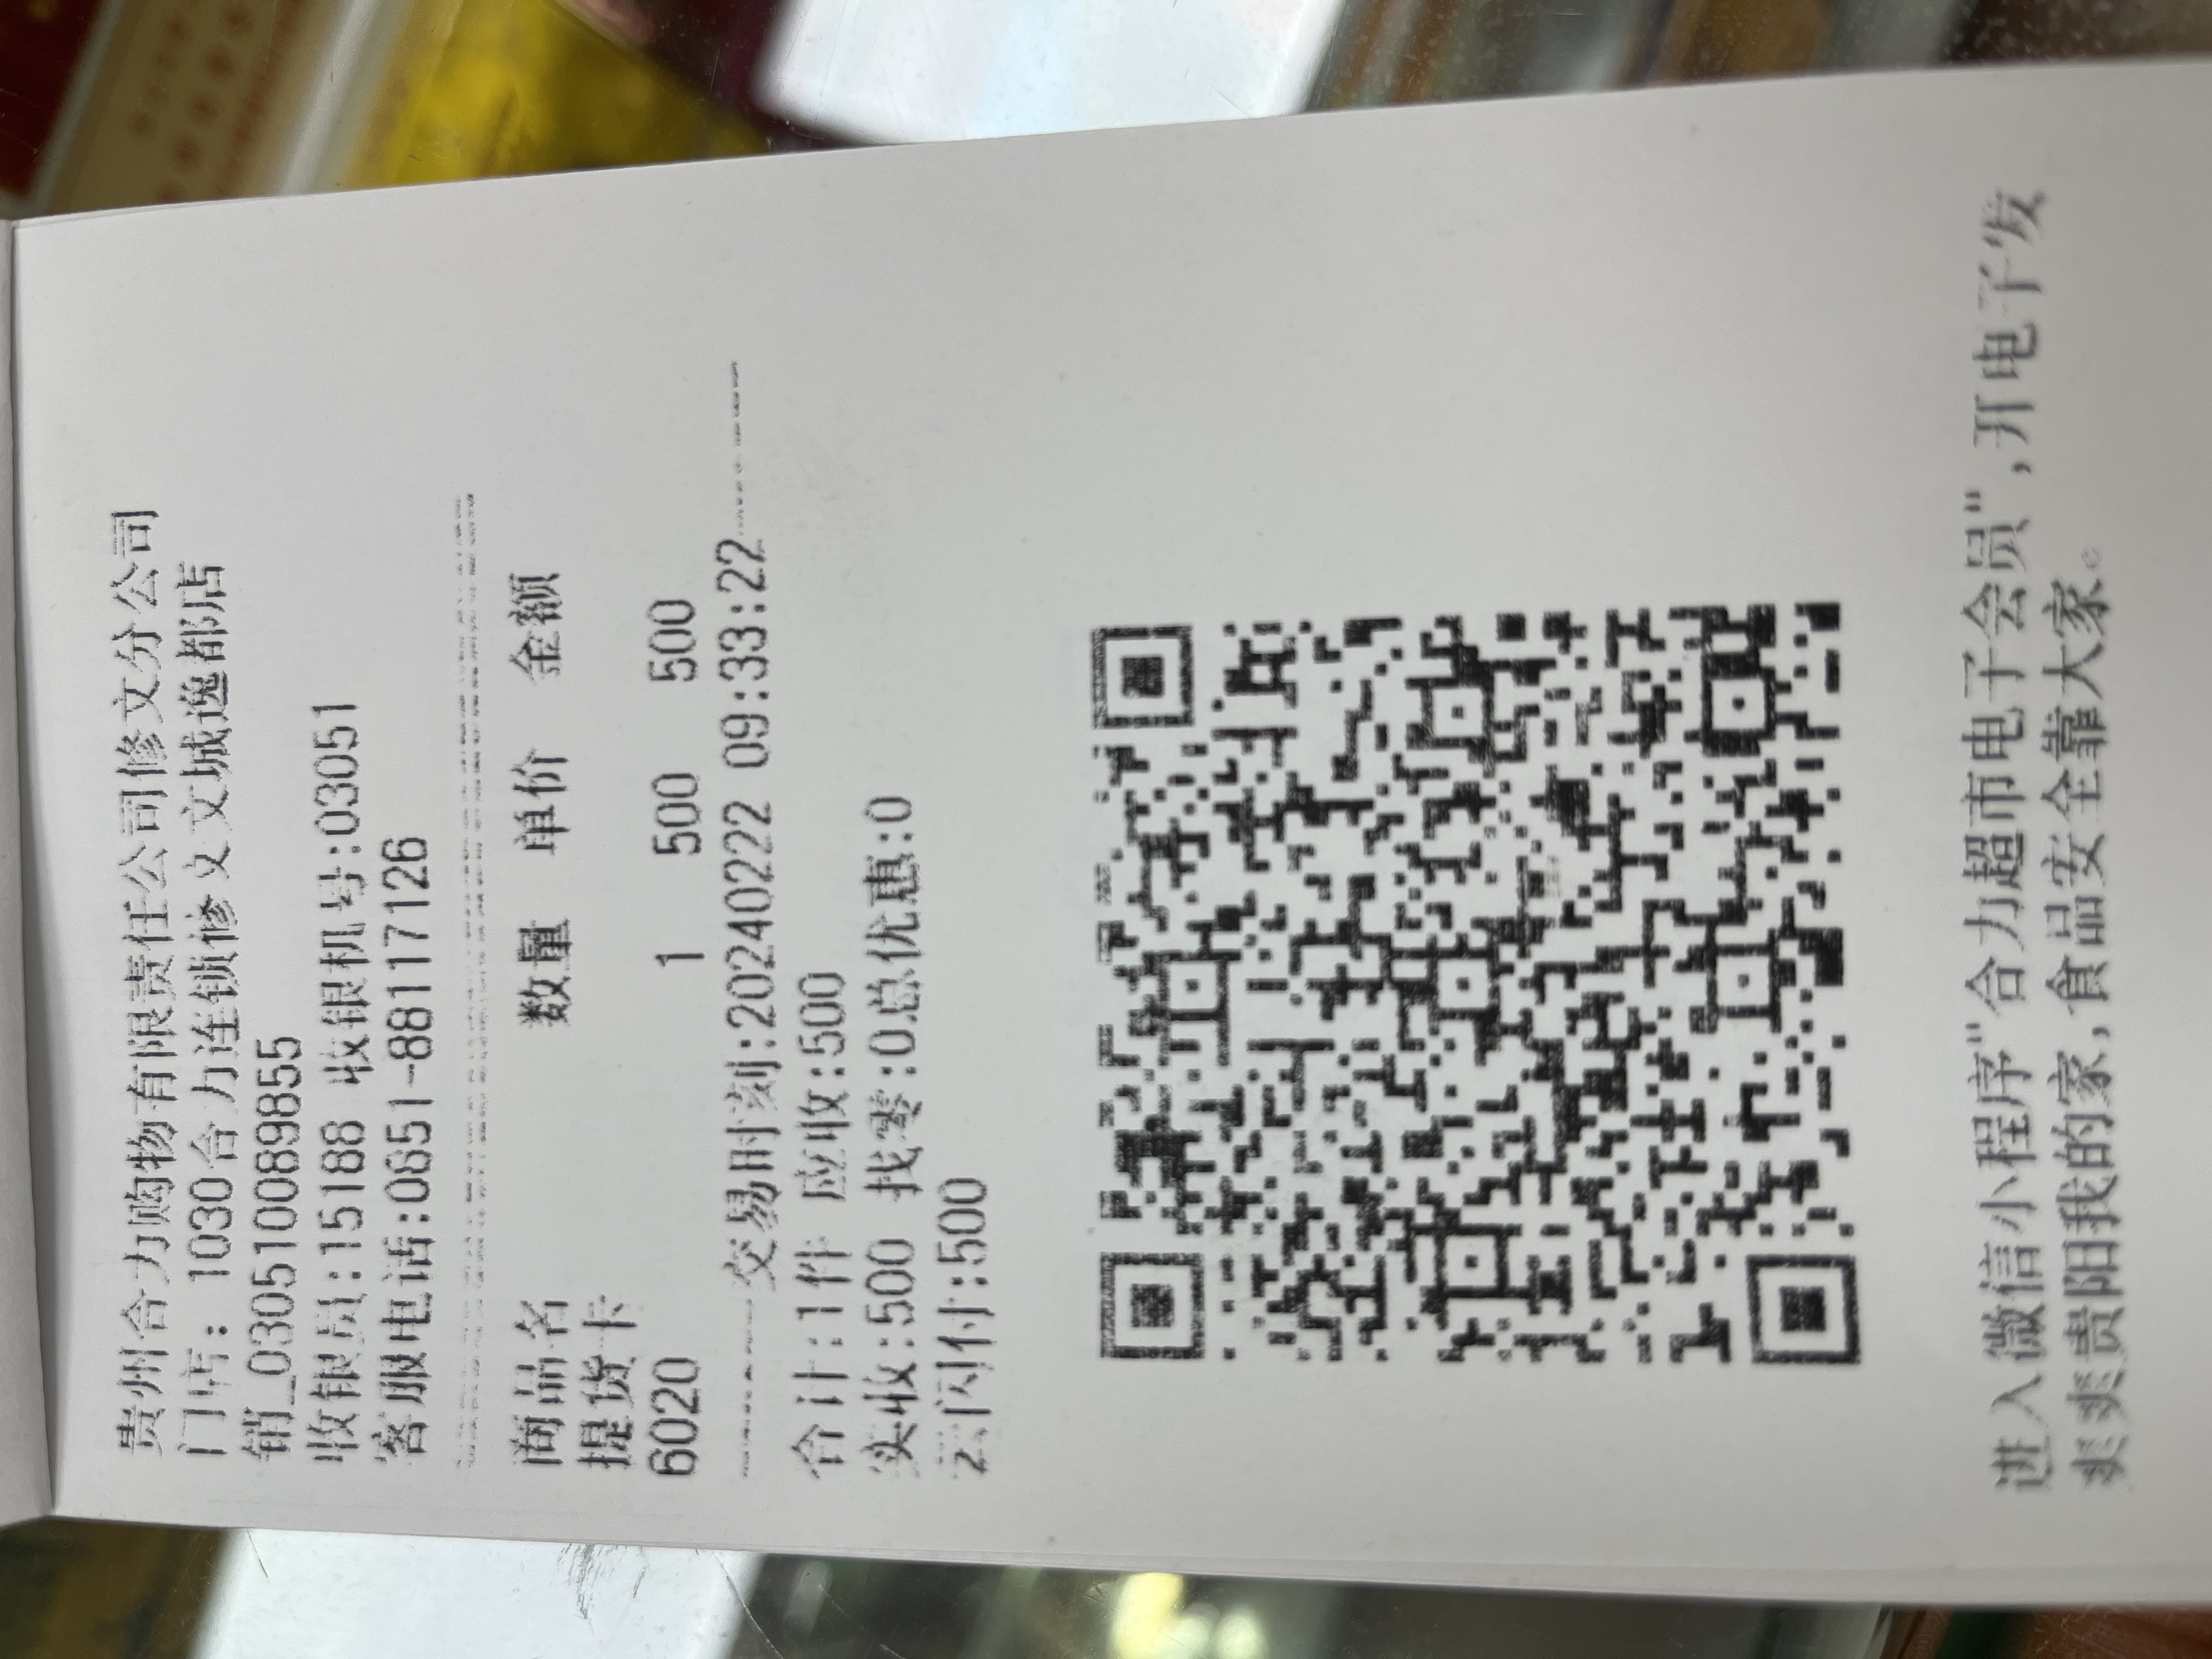 贵州合力购物有限责任公司修文分公司
门店: 1030合力连锁修文文城逸都店
销_030510089855
收银员:15188 收银机号:03051
客服电话:0851-88117126
商品名 数量 单价 金额
提货卡
6020 1 500 500
交易时刻:20240222 09:33:22
合计:1件 应收:500
实收:500 找零:0总优惠:0
云闪付:500
进入微信小程序"合力超市电子会员",开电子发
爽爽贵阳我的家,食品安全靠大家。